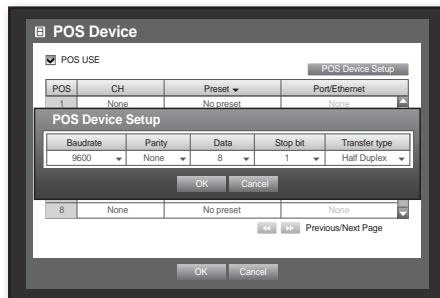 POS Device
POS USE
POS Device Setup
POS CH Preset Port/Ethernet
1 None No preset None
POS Device Setup
Baudrate Parity Data Stop bit Transfer type
9600 None 8 1 Half Duplex
OK Cancel
8 None No preset None
Previous/Next Page
OK Cancel